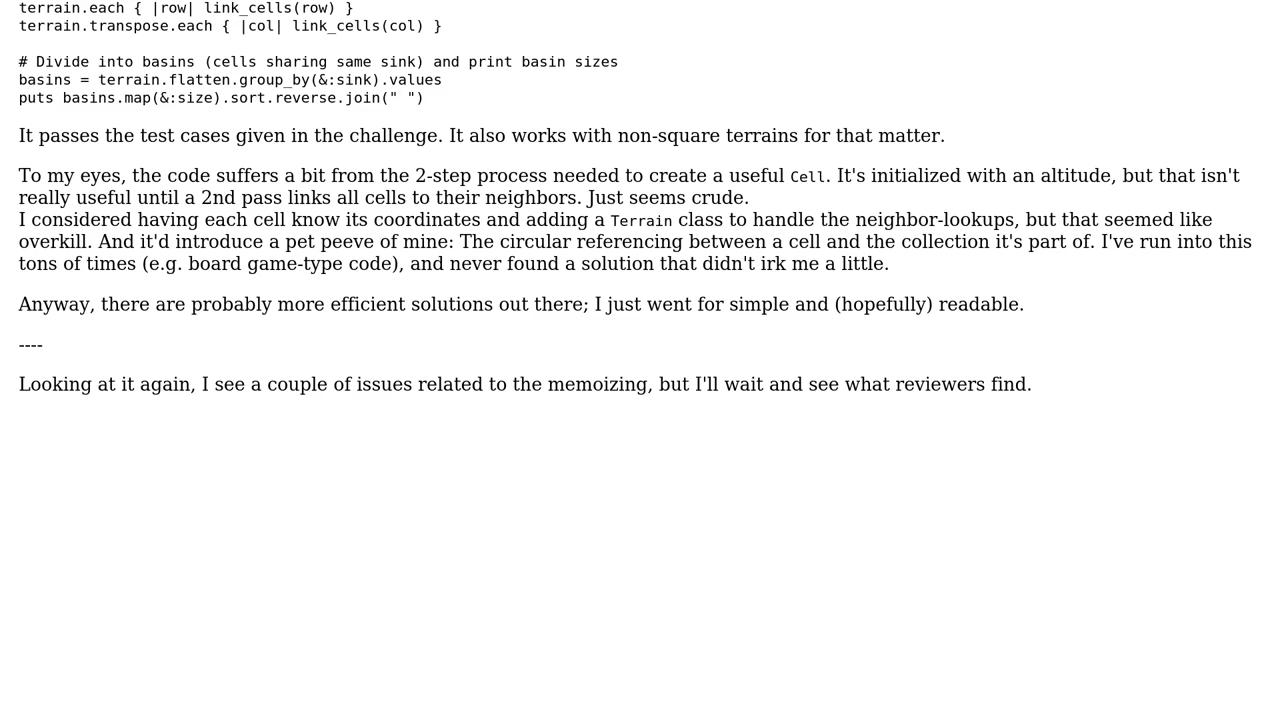 terrain.each { |row| link_cells(row) }
terrain.transpose.each { |col| link_cells(col) }
# Divide into basins (cells sharing same sink) and print basin sizes
basins = terrain.flatten.group_by(&:sink).values
puts basins.map(&:size).sort.reverse.join(" ")
It passes the test cases given in the challenge. It also works with non-square terrains for that matter.
To my eyes, the code suffers a bit from the 2-step process needed to create a useful Cell. It's initialized with an altitude, but that isn't
really useful until a 2nd pass links all cells to their neighbors. Just seems crude.
I considered having each cell know its coordinates and adding a Terrain class to handle the neighbor-lookups, but that seemed like
overkill. And it'd introduce a pet peeve of mine: The circular referencing between a cell and the collection it's part of. I've run into this
tons of times (e.g. board game-type code), and never found a solution that didn't irk me a little.
Anyway, there are probably more efficient solutions out there; I just went for simple and (hopefully) readable.
----
Looking at it again, I see a couple of issues related to the memoizing, but I'll wait and see what reviewers find.